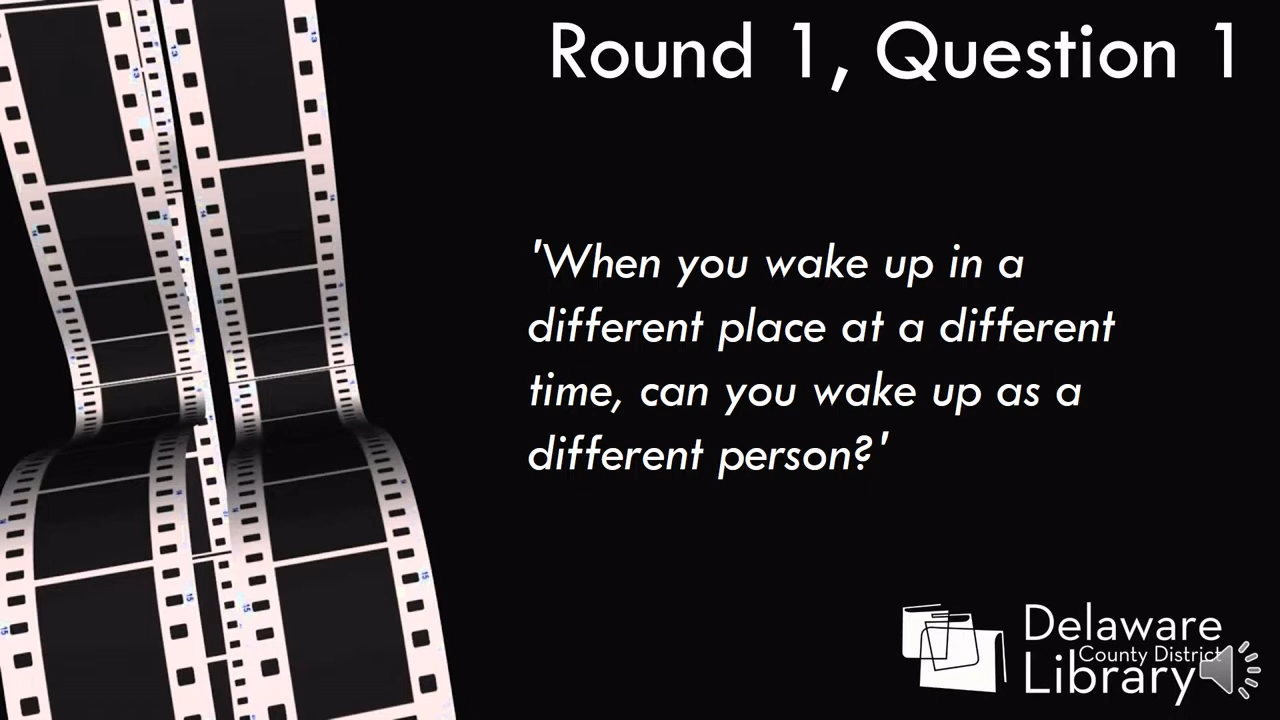 Round 1, Question 1
'When you wake up in a
different place at a different
time, can you wake up as a
different person?'
Delaware
County District
Library